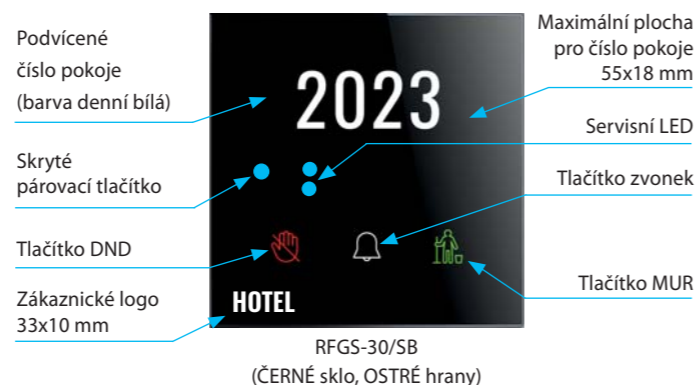 Podvícené
číslo pokoje
(barva denní bílá)
Skryté
párovací tlačítko
Tlačítko DND
Zákaznické logo
33x10 mm
2023
HOTEL
Maximální plocha
pro číslo pokoje
55x18 mm
Servisní LED
Tlačítko zvonek
Tlačítko MUR
RFGS-30/SB
(ČERNÉ sklo, OSTRÉ hrany)